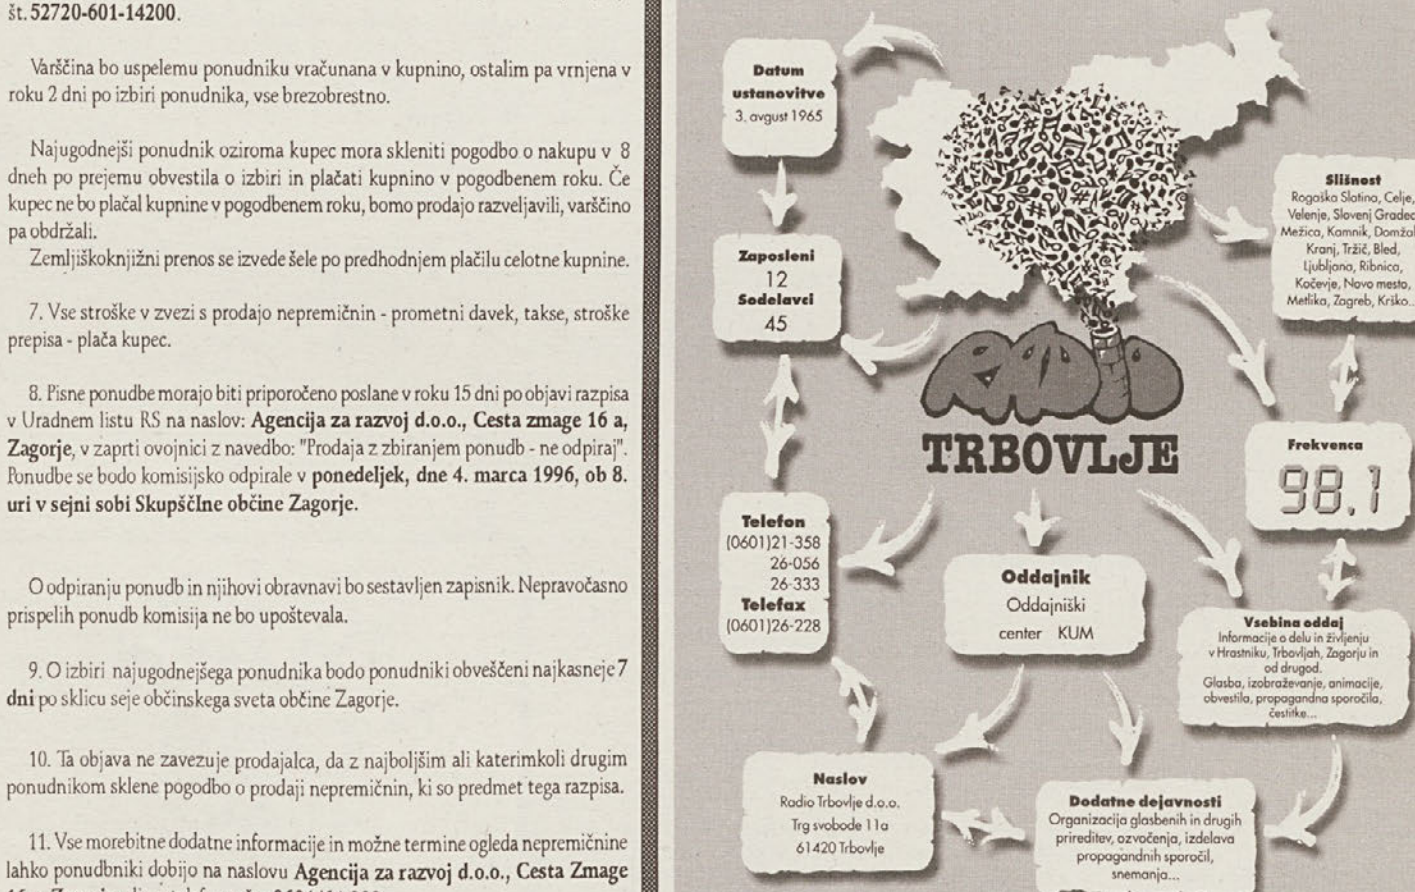 št. 52720-601-14200.
Varščina bo uspelemu ponudniku vračunana v kupnino, ostalim pa vrnjena v
roku 2 dni po izbiri ponudnika, vse brezobrestno.
Najugodnejši ponudnik oziroma kupec mora skleniti pogodbo o nakupu v 8
dneh po prejemu obvestila o izbiri in plačati kupnino v pogodbenem roku. Če
kupec ne bo plačal kupnine v pogodbenem roku, bomo prodajo razveljavili, varščino
pa obdržali.
Zemljiškoknjižni prenos se izvede šele po predhodnjem plačilu celotne kupnine.
7. Vse stroške v zvezi s prodajo nepremičnin - prometni davek, takse, stroške
prepisa - plača kupec.
8. Pisne ponudbe morajo biti priporočeno poslane v roku 15 dni po objavi razpisa
v Uradnem listu RS na naslov: Agencija za razvoj d.o.o., Cesta zmage 16 a,
Zagorje, v zaprti ovojnici z navedbo: "Prodaja z zbiranjem ponudb - ne odpiraj".
Ponudbe se bodo komisijsko odpirale v ponedeljek, dne 4. marca 1996, ob 8.
uri v sejni sobi SkupščIne občine Zagorje.
O odpiranju ponudb in njihovi obravnavi bo sestavljen zapisnik. Nepravočasno
prispelih ponudb komisija ne bo upoštevala.
9. O izbiri najugodnejšega ponudnika bodo ponudniki obveščeni najkasneje 7
dni po sklicu seje občinskega sveta občine Zagorje.
10. Ta objava ne zavezuje prodajalca, da z najboljšim ali katerimkoli drugim
ponudnikom sklene pogodbo o prodaji nepremičnin, ki so predmet tega razpisa.
11. Vse morebitne dodatne informacije in možne termine ogleda nepremičnine
lahko ponudbniki dobijo na naslovu Agencija za razvoj d.o.o., Cesta Zmage
Datum
ustanovitve
3. avgust 1965
Zaposleni
12
Sodelavci
45
Telefon
(0601)21-358
26-056
26-333
Telefax
(0601)26-228
RADIO
TRBOVLJE
Slišnost
Rogaška Slatina, Celje,
Velenje, Slovenj Gradec
Mežica, Kamnik, Domžal
Kranj, Tržič, Bled,
Ljubljana, Ribnica,
Kočevje, Novo mesto,
Metlika, Zagreb, Krško...
Frekvenca
98.1
Oddajnik
Oddajniški
center KUM
Vsebina oddaj
Informacije o delu in življenju
v Hrastniku, Trbovljah, Zagorju in
od drugod.
Glasba, izobraževanje, animacije,
obvestila, propagandna sporočila,
čestitke...
Naslov
Radio Trbovlje d.o.o.
Trg svobode 11a
61420 Trbovlje
Dodatne dejavnosti
Organizacija glasbenih in drugih
prireditev, ozvočenja, izdelava
propagandnih sporočil,
snemanja...